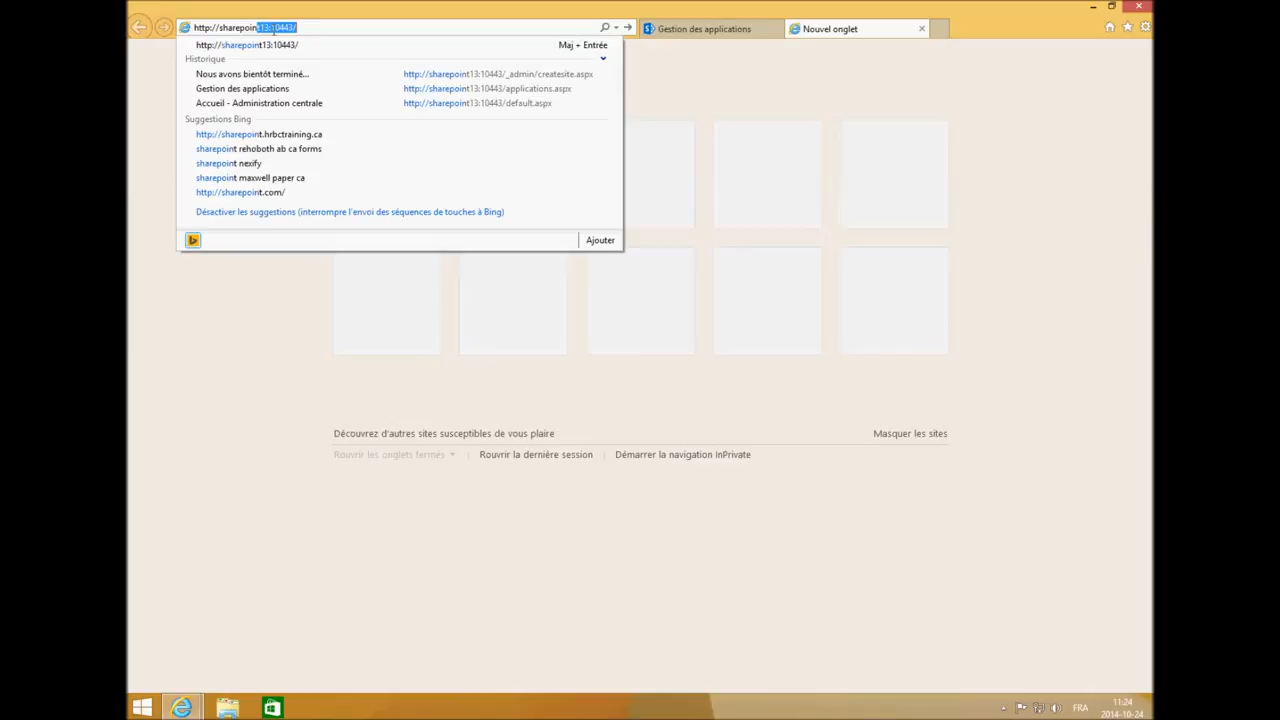 http://sharepoint13:10443/
Gestion des applications
Nouvel onglet
http://sharepoint13:10443/ Maj + Entrée
Historique
Nous avons bientôt terminé... http://sharepoint13:10443/_admin/createsite.aspx
Gestion des applications http://sharepoint13:10443/applications.aspx
Accueil - Administration centrale http://sharepoint13:10443/default.aspx
Suggestions Bing
http://sharepoint.hrbctraining.ca
sharepoint rehoboth ab ca forms
sharepoint nexify
sharepoint maxwell paper ca
http://sharepoint.com/
Désactiver les suggestions (interrompre l'envoi des séquences de touches à Bing)
Ajouter
Découvrez d'autres sites susceptibles de vous plaire Masquer les sites
Rouvrir les onglets fermés | Rouvrir la dernière session | Démarrer la navigation InPrivate
FRA
11:24
2014-10-24